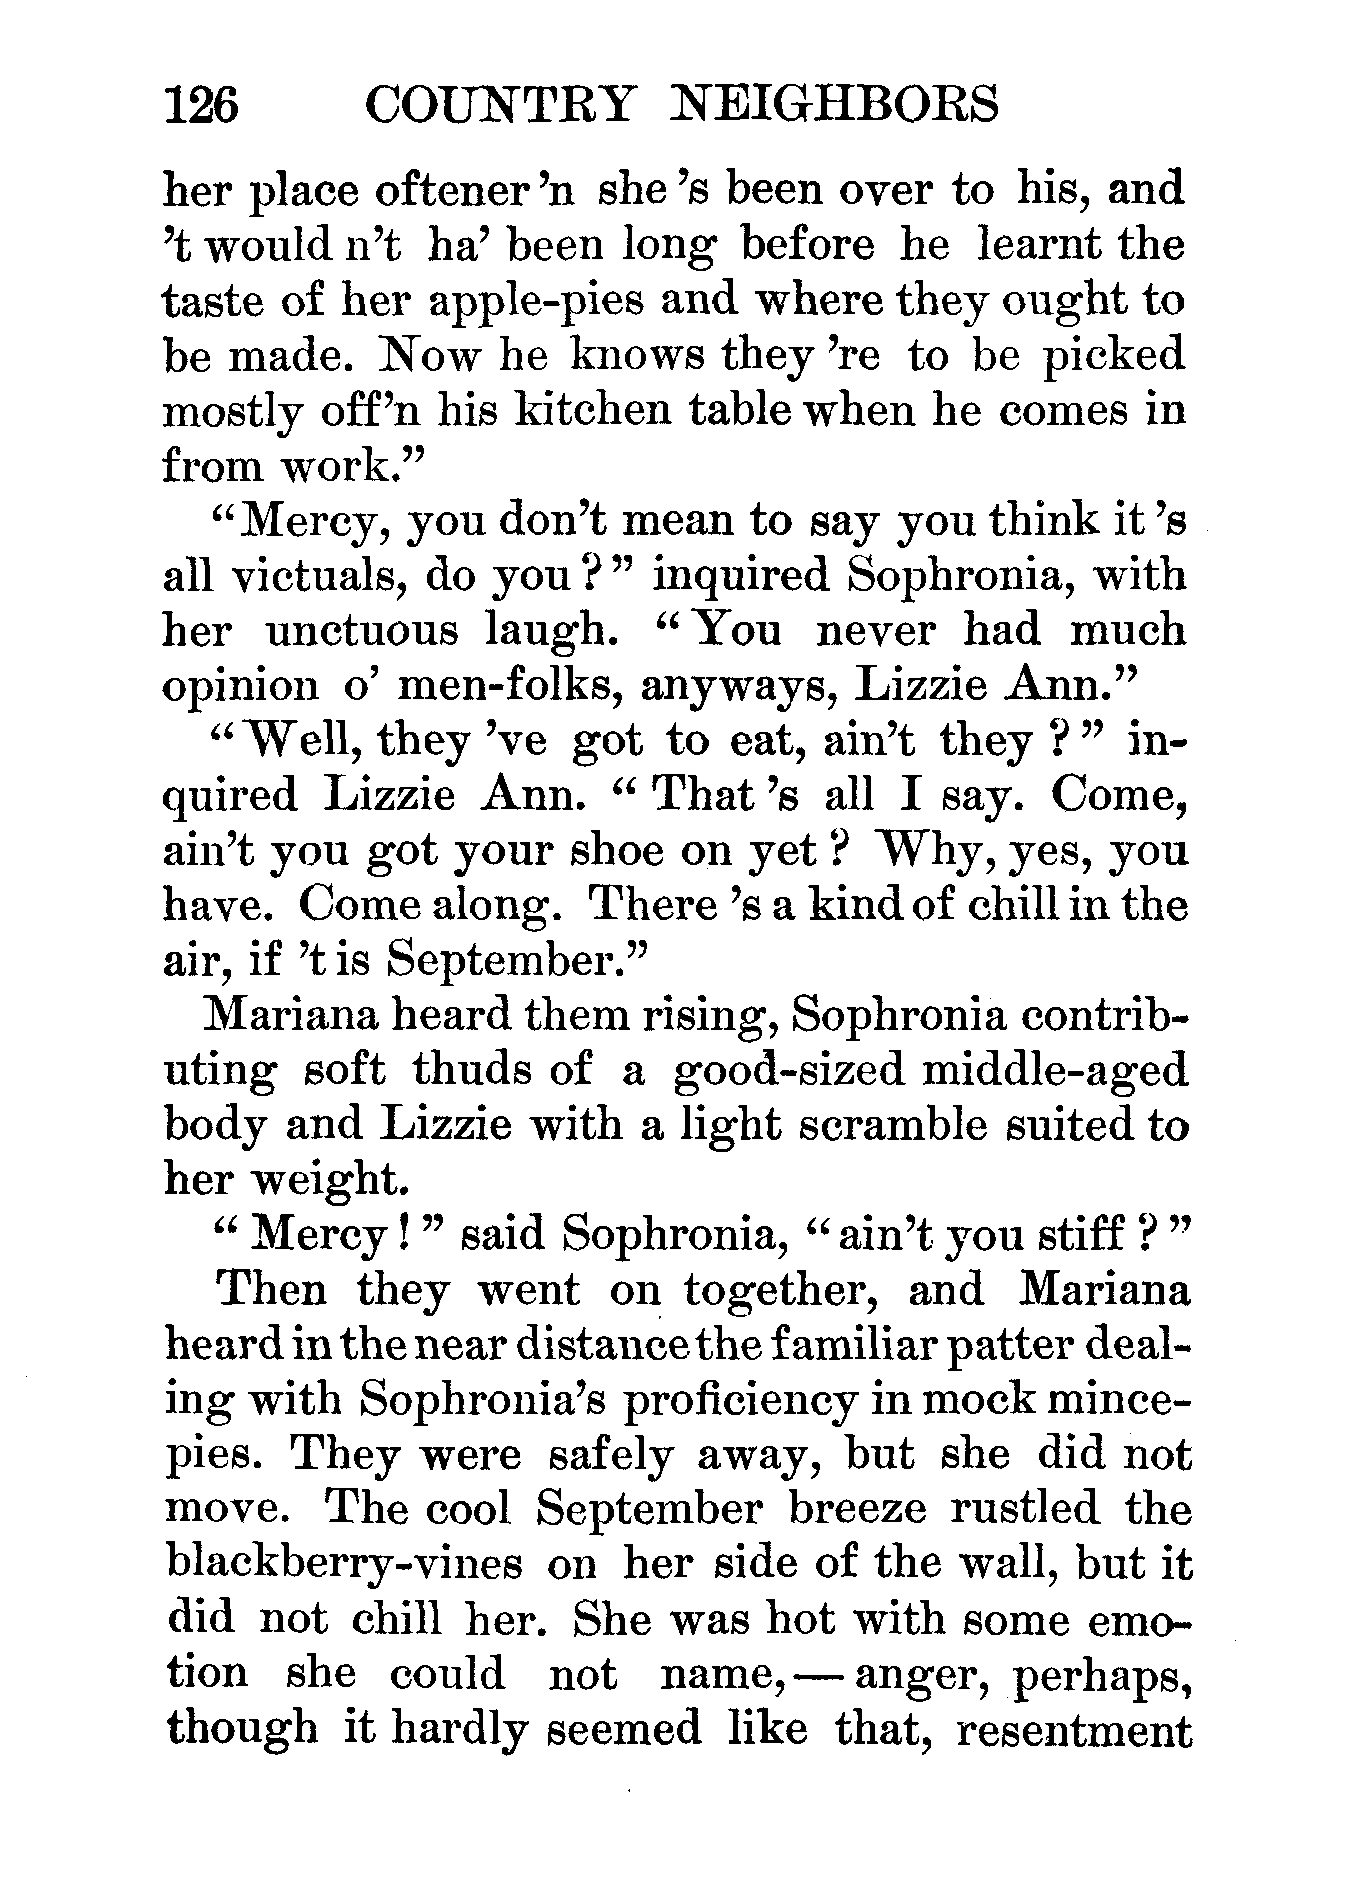 126 COUNTRY NEIGHBORS
her place oftener 'n she 's been over to his, and
't would n't ha' been long before he learnt the
taste of her apple-pies and where they ought to
be made. Now he knows they 're to be picked
mostly off'n his kitchen table when he comes in
from work."
"Mercy, you don't mean to say you think it 's
all victuals, do you ?" inquired Sophronia, with
her unctuous laugh. "You never had much
opinion o' men-folks, anyways, Lizzie Ann."
"Well, they 've got to eat, ain't they ?" in-
quired Lizzie Ann. "That 's all I say. Come,
ain't you got your shoe on yet ? Why, yes, you
have. Come along. There 's a kind of chill in the
air, if 't is September."
Mariana heard them rising, Sophronia contrib-
uting soft thuds of a good-sized middle-aged
body and Lizzie with a light scramble suited to
her weight.
"Mercy !" said Sophronia, "ain't you stiff ?"
Then they went on together, and Mariana
heard in the near distance the familiar patter deal-
ing with Sophronia's proficiency in mock mince-
pies. They were safely away, but she did not
move. The cool September breeze rustled the
blackberry-vines on her side of the wall, but it
did not chill her. She was hot with some emo-
tion she could not name,— anger, perhaps,
though it hardly seemed like that, resentment